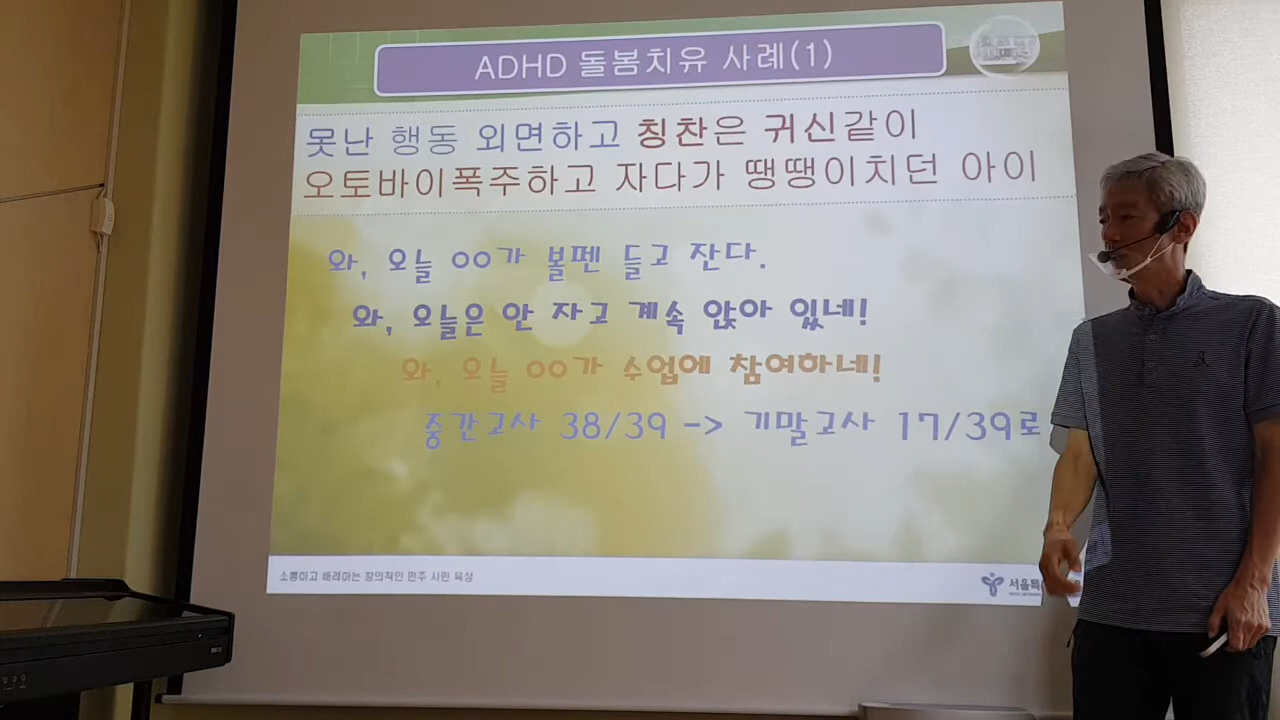 ADHD 돌봄치유 사례(1)
못난 행동 외면하고 칭찬은 귀신같이
오토바이폭주하고 자다가 땡땡이치던 아이
와, 오늘 OO가 볼펜 들고 잔다.
와, 오늘은 안 자고 계속 앉아 있네!
와, 오늘 OO가 수업에 참여하네!
중간고사 38/39 -> 기말고사 17/39로
소통하고 배려하는 창의적인 민주 시민 육성
서울특